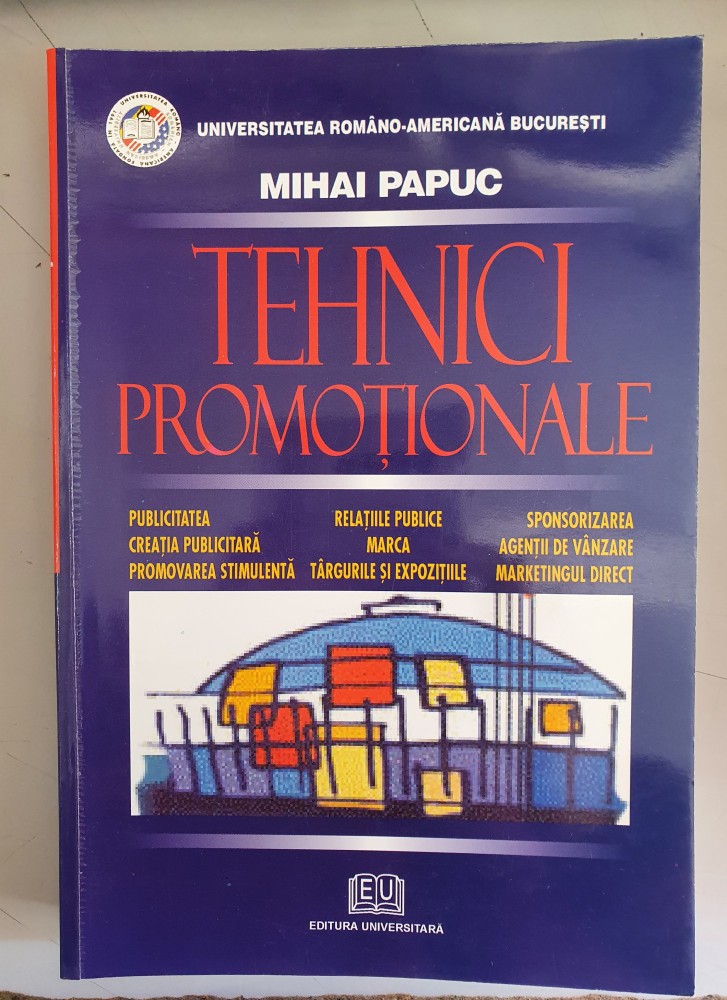 UNIVERSITATEA ROMÂNO-AMERICANĂ BUCUREȘTI
MIHAI PAPUC
TEHNICI
PROMOȚIONALE
PUBLICITATEA RELAȚIILE PUBLICE SPONSORIZAREA
CREAȚIA PUBLICITARĂ MARCA AGENȚII DE VÂNZARE
PROMOVAREA STIMULENTĂ TÂRGURILE ȘI EXPOZIȚIILE MARKETINGUL DIRECT
EU
EDITURA UNIVERSITARĂ